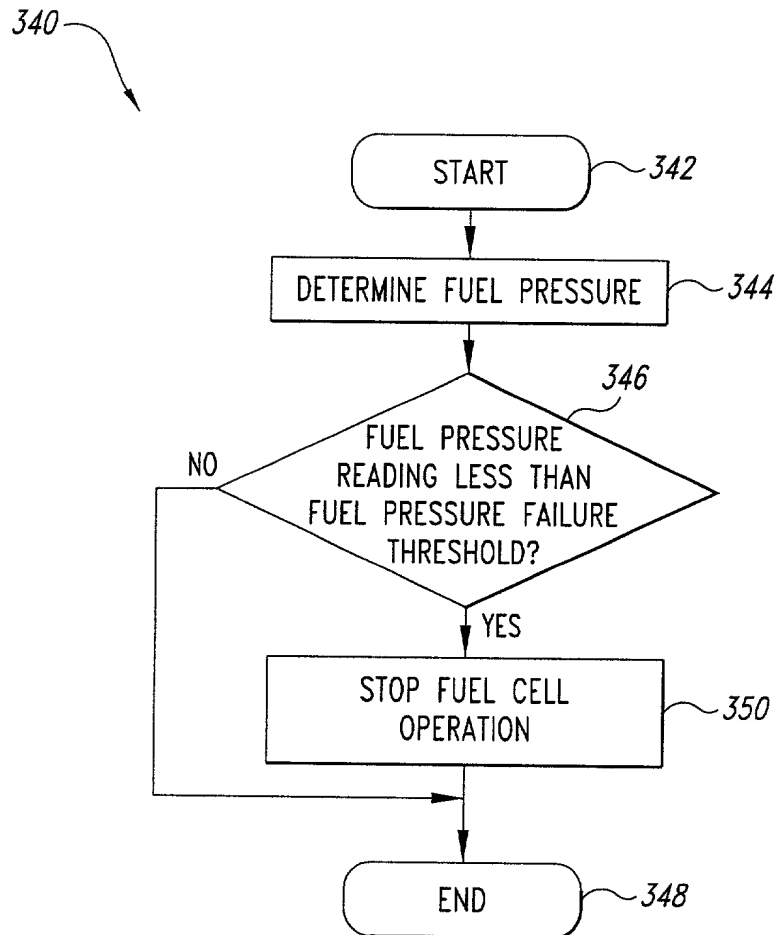 340
START
342
DETERMINE FUEL PRESSURE
344
346
FUEL PRESSURE
READING LESS THAN
FUEL PRESSURE FAILURE
THRESHOLD?
NO
YES
STOP FUEL CELL
OPERATION
350
END
348